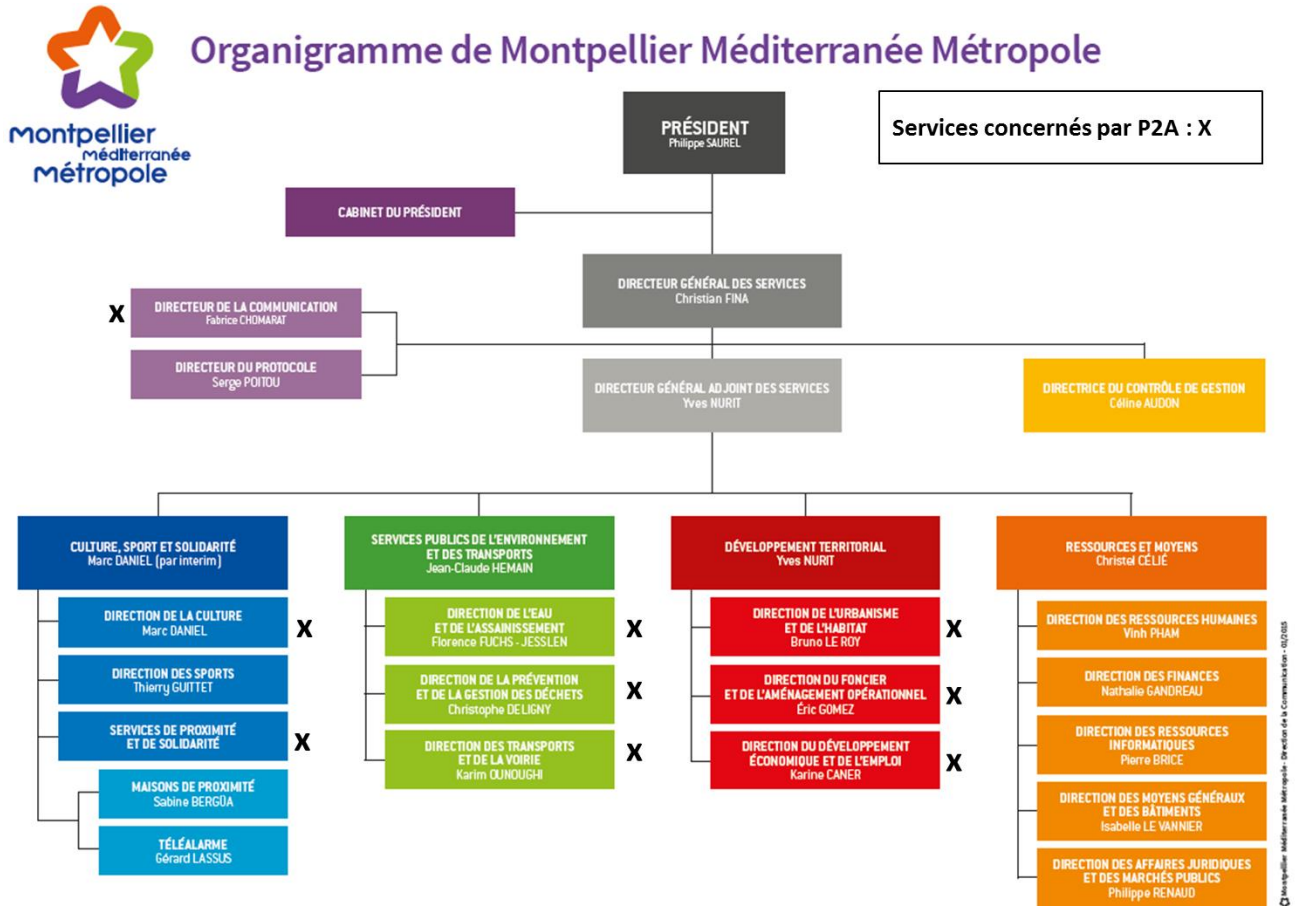 Organigramme de Montpellier Méditerranée Métropole
montpellier
méditerranée
métropole
PRÉSIDENT
Philippe SAUREL
Services concernés par P2A : X
CABINET DU PRÉSIDENT
DIRECTEUR GÉNÉRAL DES SERVICES
Christian FINA
X
DIRECTEUR DE LA COMMUNICATION
Fabrice CHOMARAT
DIRECTEUR DU PROTOCOLE
Serge POITOU
DIRECTEUR GÉNÉRAL ADJOINT DES SERVICES
Yves NURIT
DIRECTRICE DU CONTRÔLE DE GESTION
Céline AUDON
CULTURE, SPORT ET SOLIDARITÉ
Marc DANIEL (par interim)
DIRECTION DE LA CULTURE
Marc DANIEL
X
DIRECTION DES SPORTS
Thierry GUITTET
SERVICES DE PROXIMITÉ
ET DE SOLIDARITÉ
X
MAISONS DE PROXIMITÉ
Sabine BERGÜA
TÉLÉALARME
Gérard LASSUS
SERVICES PUBLICS DE L'ENVIRONNEMENT
ET DES TRANSPORTS
Jean-Claude HEMAIN
DIRECTION DE L'EAU
ET DE L'ASSAINISSEMENT
Florence FUCHS - JESSLEN
X
DIRECTION DE LA PRÉVENTION
ET DE LA GESTION DES DÉCHETS
Christophe DELIGNY
X
DIRECTION DES TRANSPORTS
ET DE LA VOIRIE
Karim OUNOUGHI
X
DÉVELOPPEMENT TERRITORIAL
Yves NURIT
DIRECTION DE L'URBANISME
ET DE L'HABITAT
Bruno LE ROY
X
DIRECTION DU FONCIER
ET DE L'AMÉNAGEMENT OPÉRATIONNEL
Éric GOMEZ
X
DIRECTION DU DÉVELOPPEMENT
ÉCONOMIQUE ET DE L'EMPLOI
Karine CANER
X
RESSOURCES ET MOYENS
Christel CÉLIÉ
DIRECTION DES RESSOURCES HUMAINES
Vinh PHAM
DIRECTION DES FINANCES
Nathalie GANDREAU
DIRECTION DES RESSOURCES
INFORMATIQUES
Pierre BRICE
DIRECTION DES MOYENS GÉNÉRAUX
ET DES BÂTIMENTS
Isabelle LE VANNIER
DIRECTION DES AFFAIRES JURIDIQUES
ET DES MARCHÉS PUBLICS
Philippe RENAUD
Montpellier Méditerranée Métropole - Direction de la Communication - 01/2015